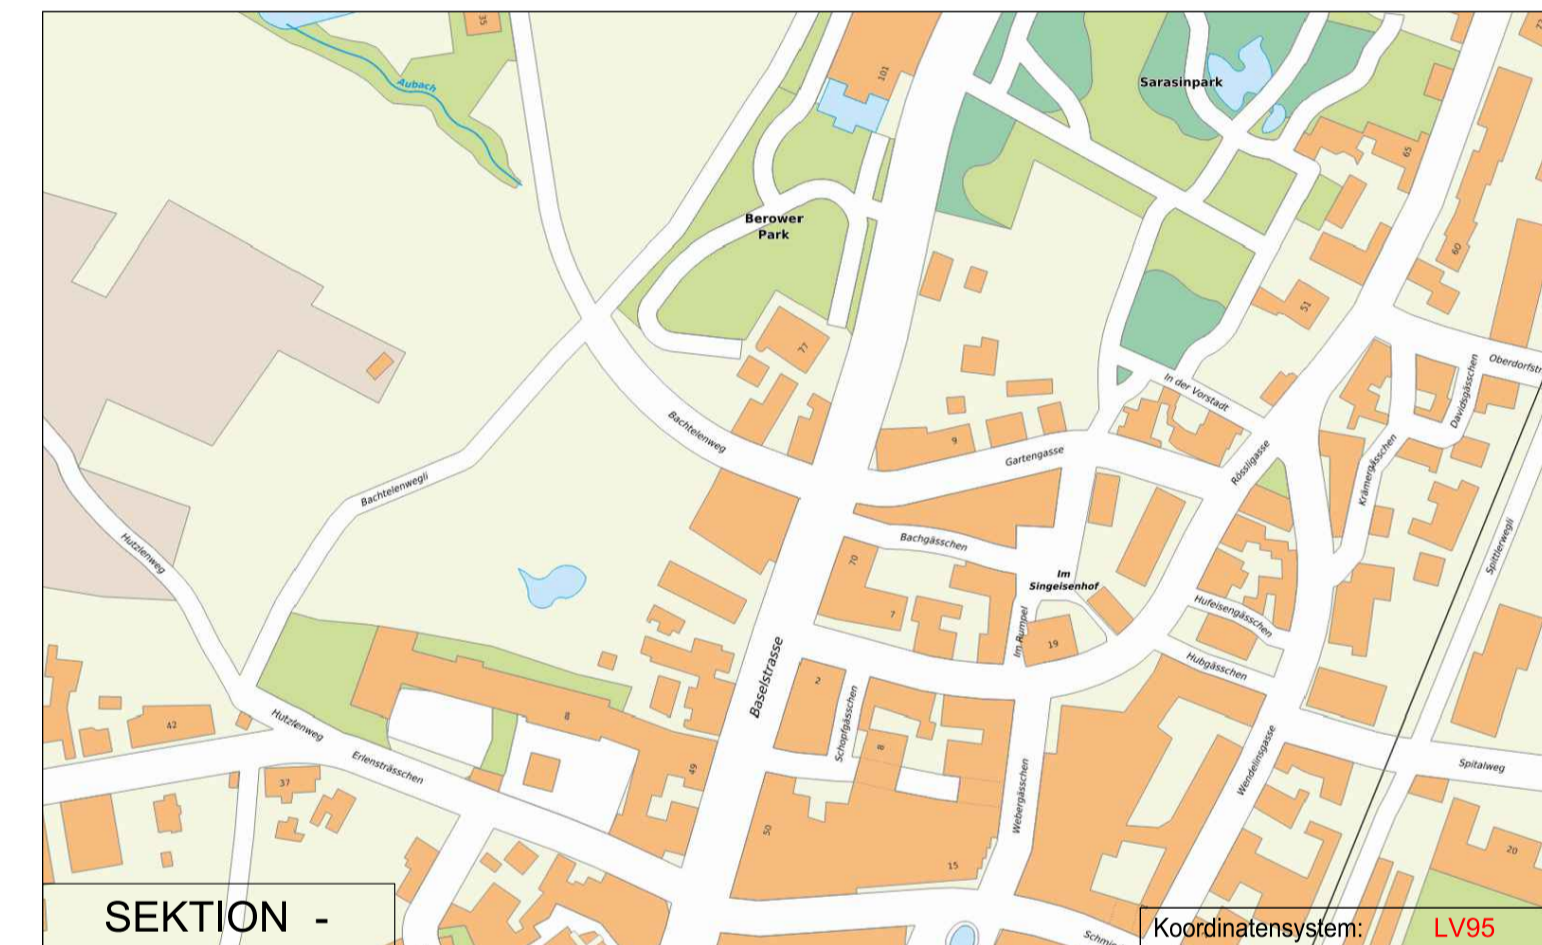 35
Aubach
101
Sarasinpark
65
60
Berower
Park
51
77
In der Vorstadt
Oberdorfstr
Davidsgässchen
Bachtelenweg
9
Gartengasse
Rössligasse
Krämergässchen
Bachtelenwegli
Hutzlenweg
Bachgässchen
70
Im
Singeisenhof
Spittlerwegli
7
Im Rumpel
19
Hufeisengässchen
Hubgässchen
Baselstrasse
2
Schopfgässchen
8
8
42
Hutzlenweg
Erlensträsschen
49
37
Webergässchen
Wendelinsgasse
Spitalweg
50
15
20
SEKTION -
Koordinatensystem: LV95